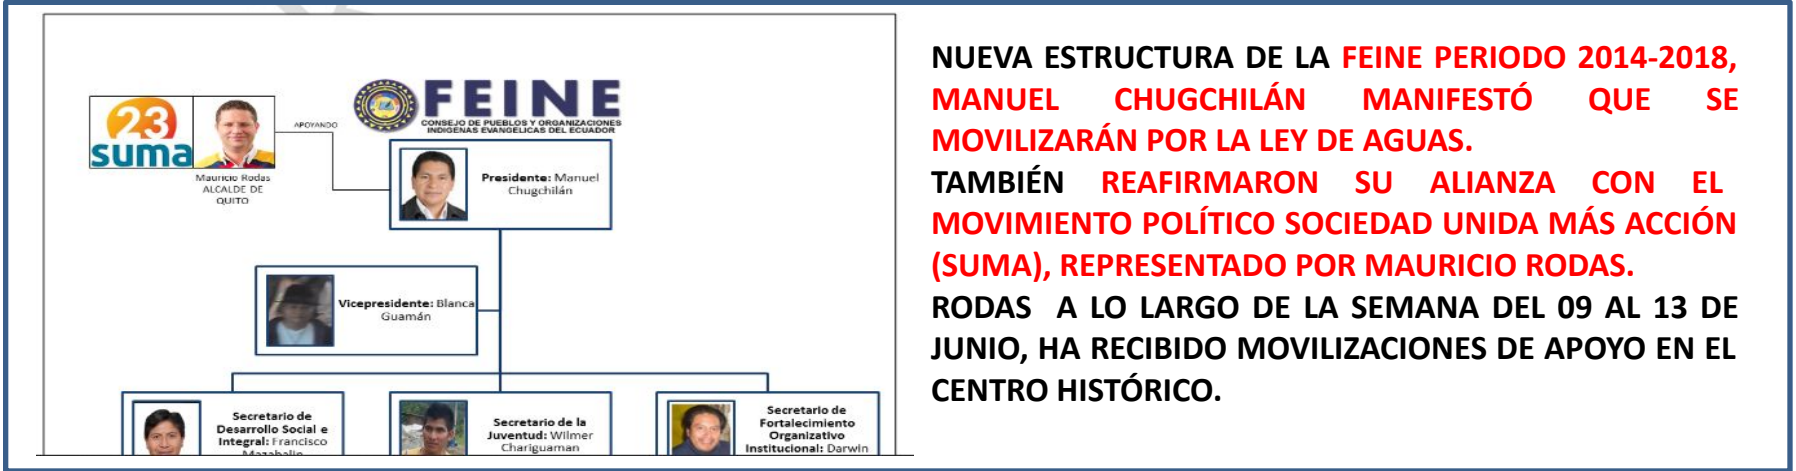 23
suma
Mauricio Rodas
ALCALDE DE
QUITO
APOYANDO
FEINE
CONSEJO DE PUEBLOS Y ORGANIZACIONES
INDIGENAS EVANGELICAS DEL ECUADOR
Presidente: Manuel
Chugchilán
Vicepresidente: Blanca
Guamán
Secretario de
Desarrollo Social e
Integral: Francisco
Secretario de la
Juventud: Wilmer
Chariguaman
Secretario de
Fortalecimiento
Organizativo
Institucional: Darwin
NUEVA ESTRUCTURA DE LA FEINE PERIODO 2014-2018,
MANUEL CHUGCHILÁN MANIFESTÓ QUE SE
MOVILIZARÁN POR LA LEY DE AGUAS.
TAMBIÉN REAFIRMARON SU ALIANZA CON EL
MOVIMIENTO POLÍTICO SOCIEDAD UNIDA MÁS ACCIÓN
(SUMA), REPRESENTADO POR MAURICIO RODAS.
RODAS A LO LARGO DE LA SEMANA DEL 09 AL 13 DE
JUNIO, HA RECIBIDO MOVILIZACIONES DE APOYO EN EL
CENTRO HISTÓRICO.